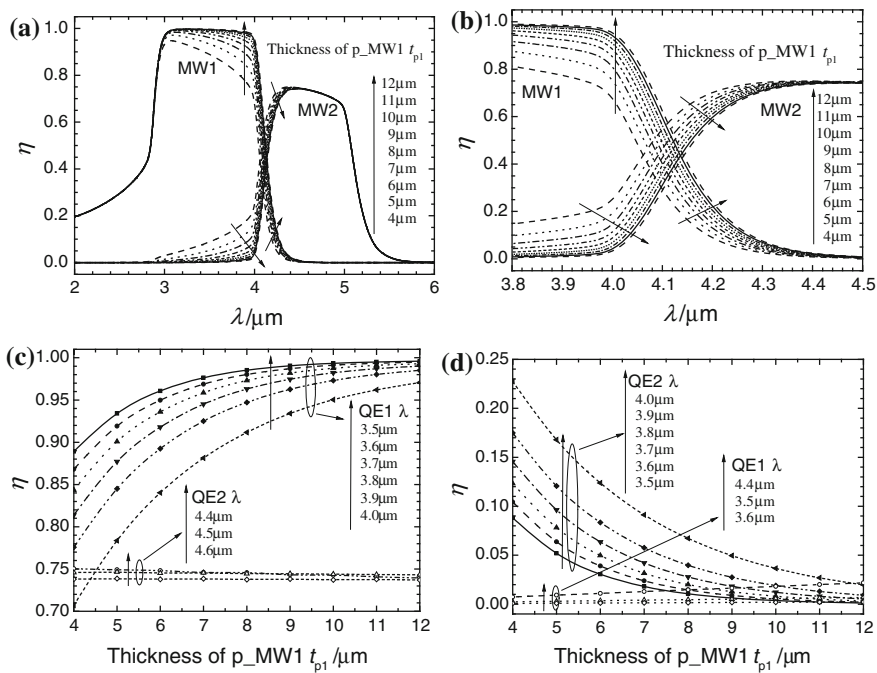 (a)
1.0
0.8
0.6
0.4
0.2
0.0
η
MW1
MW2
Thickness of p_MW1 tp1
12μm
11μm
10μm
9μm
8μm
7μm
6μm
5μm
4μm
2 3 4 5 6
λ/μm
(b)
1.0
0.8
0.6
0.4
0.2
0.0
η
MW1
MW2
Thickness of p_MW1 tp1
12μm
11μm
10μm
9μm
8μm
7μm
6μm
5μm
4μm
3.8 3.9 4.0 4.1 4.2 4.3 4.4 4.5
λ/μm
(c)
1.00
0.95
0.90
0.85
0.80
0.75
0.70
η
QE1 λ
3.5μm
3.6μm
3.7μm
3.8μm
3.9μm
4.0μm
QE2 λ
4.4μm
4.5μm
4.6μm
4 5 6 7 8 9 10 11 12
Thickness of p_MW1 tp1/μm
(d)
0.25
0.20
0.15
0.10
0.05
0.00
η
QE2 λ
4.0μm
3.9μm
3.8μm
3.7μm
3.6μm
3.5μm
QE1 λ
4.4μm
3.5μm
3.6μm
4 5 6 7 8 9 10 11 12
Thickness of p_MW1 tp1/μm